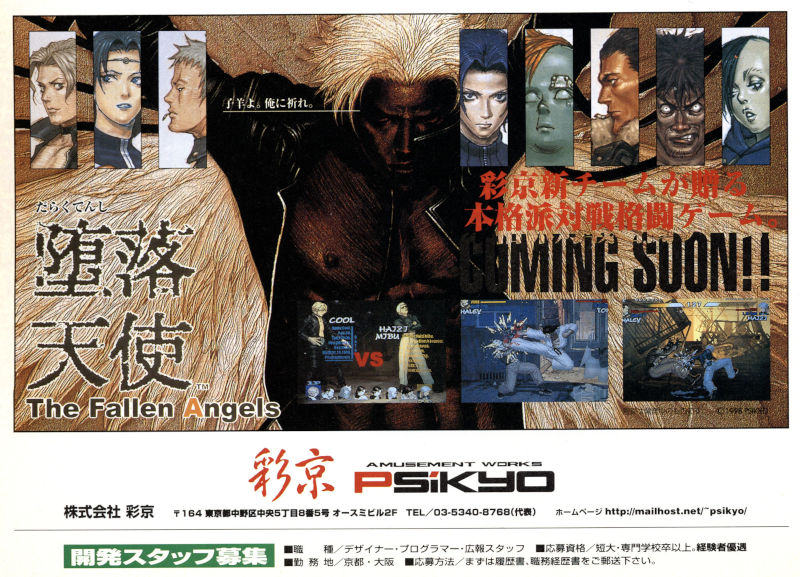 「子羊よ。俺に祈れ。」
彩京新チームが贈る
本格派対戦格闘ゲーム。
COMING SOON!!
だらくてんし
堕落
天使
TM
The Fallen Angels
COOL
VS
HALEY
HALEY
© 1998 PSIKYO
彩京
AMUSEMENT WORKS
PSiKYO
株式会社 彩京
〒164 東京都中野区中央5丁目8番5号 オースミビル2F TEL/03-5340-8768(代表) ホームページ http://mailhost.net/~psikyo/
開発スタッフ募集
■職 種/デザイナー・プログラマー・広報スタッフ ■応募資格/短大・専門学校卒以上。経験者優遇
■勤務地/京都・大阪 ■応募方法/まずは履歴書、職務経歴書をご郵送下さい。